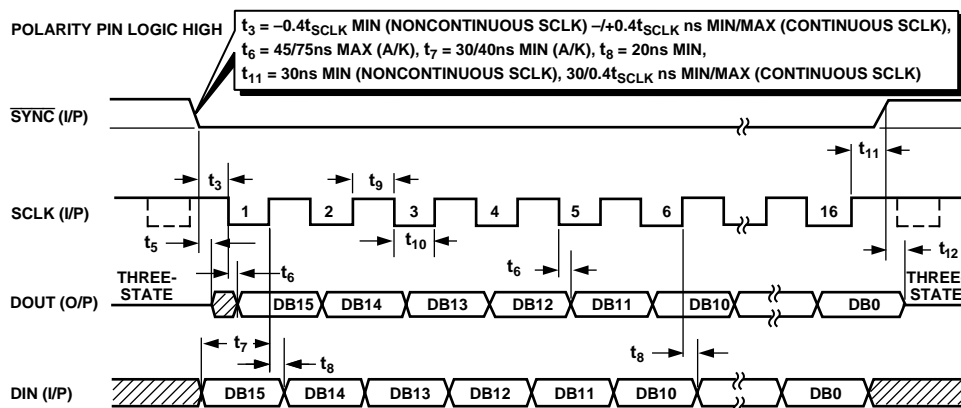 POLARITY PIN LOGIC HIGH
t3 = –0.4tSCLK MIN (NONCONTINUOUS SCLK) –/+0.4tSCLK ns MIN/MAX (CONTINUOUS SCLK),
t6 = 45/75ns MAX (A/K), t7 = 30/40ns MIN (A/K), t8 = 20ns MIN,
t11 = 30ns MIN (NONCONTINUOUS SCLK), 30/0.4tSCLK ns MIN/MAX (CONTINUOUS SCLK)
SYNC (I/P)
t11
t3
t9
SCLK (I/P)
1 2 3 4 5 6 16
t5
t10
t12
t6
t6
THREE-
STATE
THREE
STATE
DOUT (O/P)
DB15 DB14 DB13 DB12 DB11 DB10 DB0
t7
t8
t8
DIN (I/P)
DB15 DB14 DB13 DB12 DB11 DB10 DB0